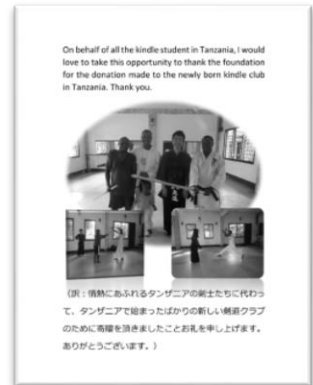 On behalf of all the kindle student in Tanzania, I would
love to take this opportunity to thank the foundation
for the donation made to the newly born kindle club
in Tanzania. Thank you.
（訳：情熱にあふれるタンザニアの剣士たちに代わっ
て、タンザニアで始まったばかりの新しい剣道クラブ
のために寄贈を頂きましたことお礼を申し上げます。
ありがとうございます。）